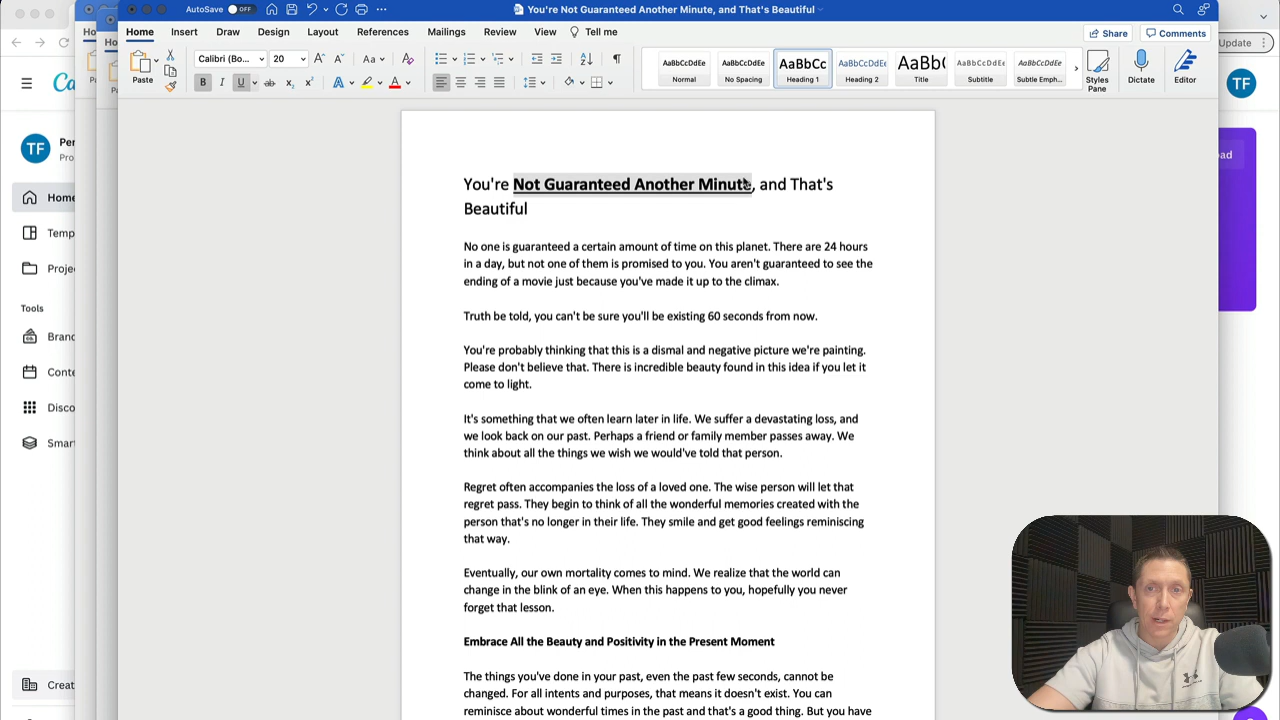 AutoSave OFF
You're Not Guaranteed Another Minute, and That's Beautiful
Update
Home Insert Draw Design Layout References Mailings Review View Tell me
Share Comments
Paste
Calibri (Bo... 20
AaBbCcDdEe Normal
AaBbCcDdEe No Spacing
AaBbCc Heading 1
AaBbCcDdEe Heading 2
AaBb( Title
AaBbCcDdEe Subtitle
AaBbCcDdEe Subtle Emph...
Styles Pane
Dictate
Editor
Ca
TF
Per
Pro
Home
Temp
Proje
Tools
Branc
Conte
Disco
Smar
Creat
TF
ad
You're Not Guaranteed Another Minute, and That's
Beautiful
No one is guaranteed a certain amount of time on this planet. There are 24 hours
in a day, but not one of them is promised to you. You aren't guaranteed to see the
ending of a movie just because you've made it up to the climax.
Truth be told, you can't be sure you'll be existing 60 seconds from now.
You're probably thinking that this is a dismal and negative picture we're painting.
Please don't believe that. There is incredible beauty found in this idea if you let it
come to light.
It's something that we often learn later in life. We suffer a devastating loss, and
we look back on our past. Perhaps a friend or family member passes away. We
think about all the things we wish we would've told that person.
Regret often accompanies the loss of a loved one. The wise person will let that
regret pass. They begin to think of all the wonderful memories created with the
person that's no longer in their life. They smile and get good feelings reminiscing
that way.
Eventually, our own mortality comes to mind. We realize that the world can
change in the blink of an eye. When this happens to you, hopefully you never
forget that lesson.
Embrace All the Beauty and Positivity in the Present Moment
The things you've done in your past, even the past few seconds, cannot be
changed. For all intents and purposes, that means it doesn't exist. You can
reminisce about wonderful times in the past and that's a good thing. But you have